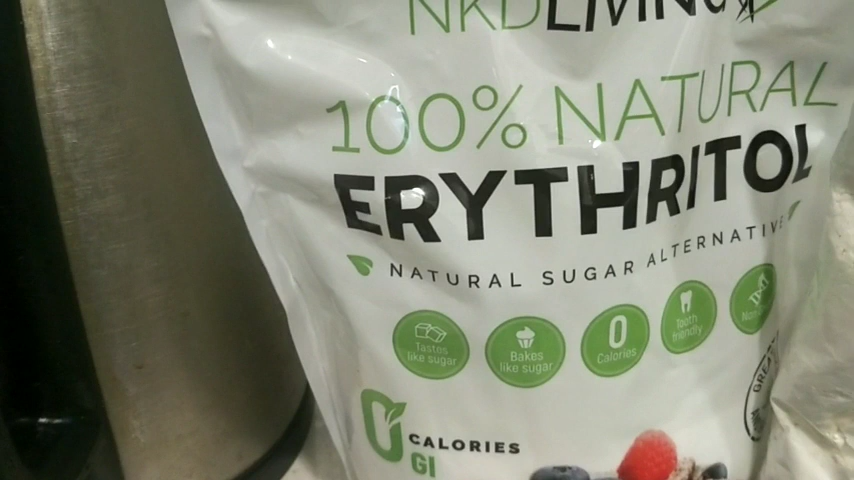 NKDLIVING
100% NATURAL
ERYTHRITOL
NATURAL SUGAR ALTERNATIVE
Tastes
like sugar
Bakes
like sugar
0
Calories
Tooth
friendly
0 CALORIES
GI